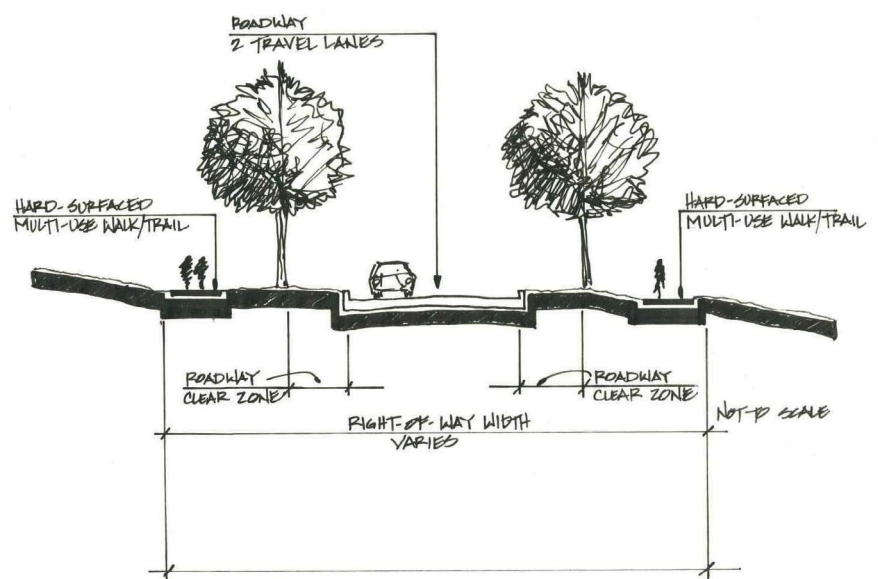 ROADWAY
2 TRAVEL LANES
HARD-SURFACED
MULTI-USE WALK/TRAIL
HARD-SURFACED
MULTI-USE WALK/TRAIL
ROADWAY
CLEAR ZONE
ROADWAY
CLEAR ZONE
RIGHT-OF-WAY WIDTH
VARIES
NOT-TO SCALE